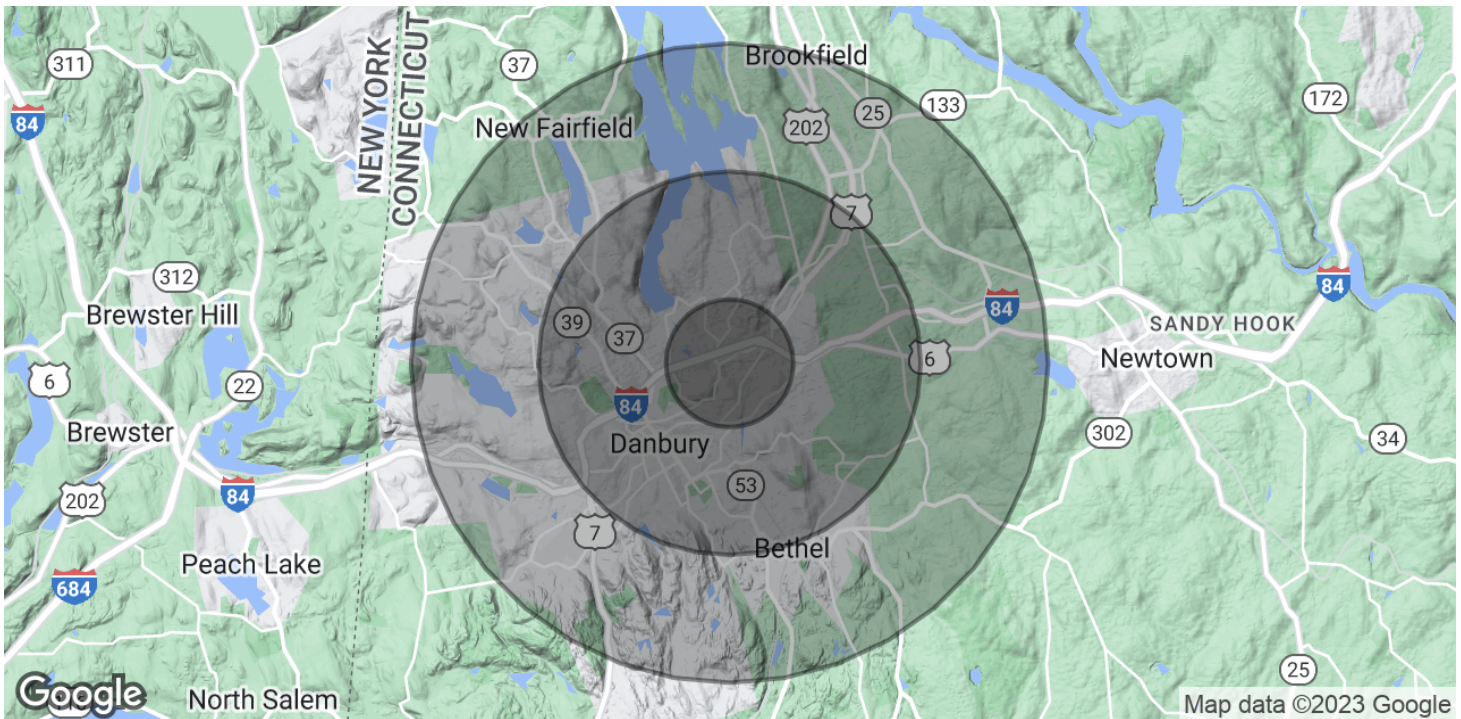 311
84
NEW YORK
CONNECTICUT
37
Brookfield
New Fairfield
202
25
133
172
7
312
Brewster Hill
84
84
SANDY HOOK
39
37
6
Newtown
6
22
84
Brewster
Danbury
302
34
202
84
53
7
Bethel
Peach Lake
684
25
Google
North Salem
Map data ©2023 Google